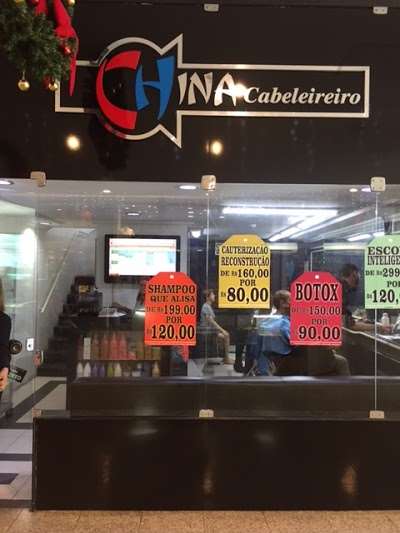 CHINA Cabeleireiro
SHAMPOO
QUE ALISA
DE R$ 199,00
POR
R$ 120,00
CAUTERIZAÇÃO
RECONSTRUÇÃO
DE R$ 160,00
POR
R$ 80,00
BOTOX
DE R$ 150,00
POR
R$ 90,00
ESCO
INTELIGE
DE R$ 299
POR
120,